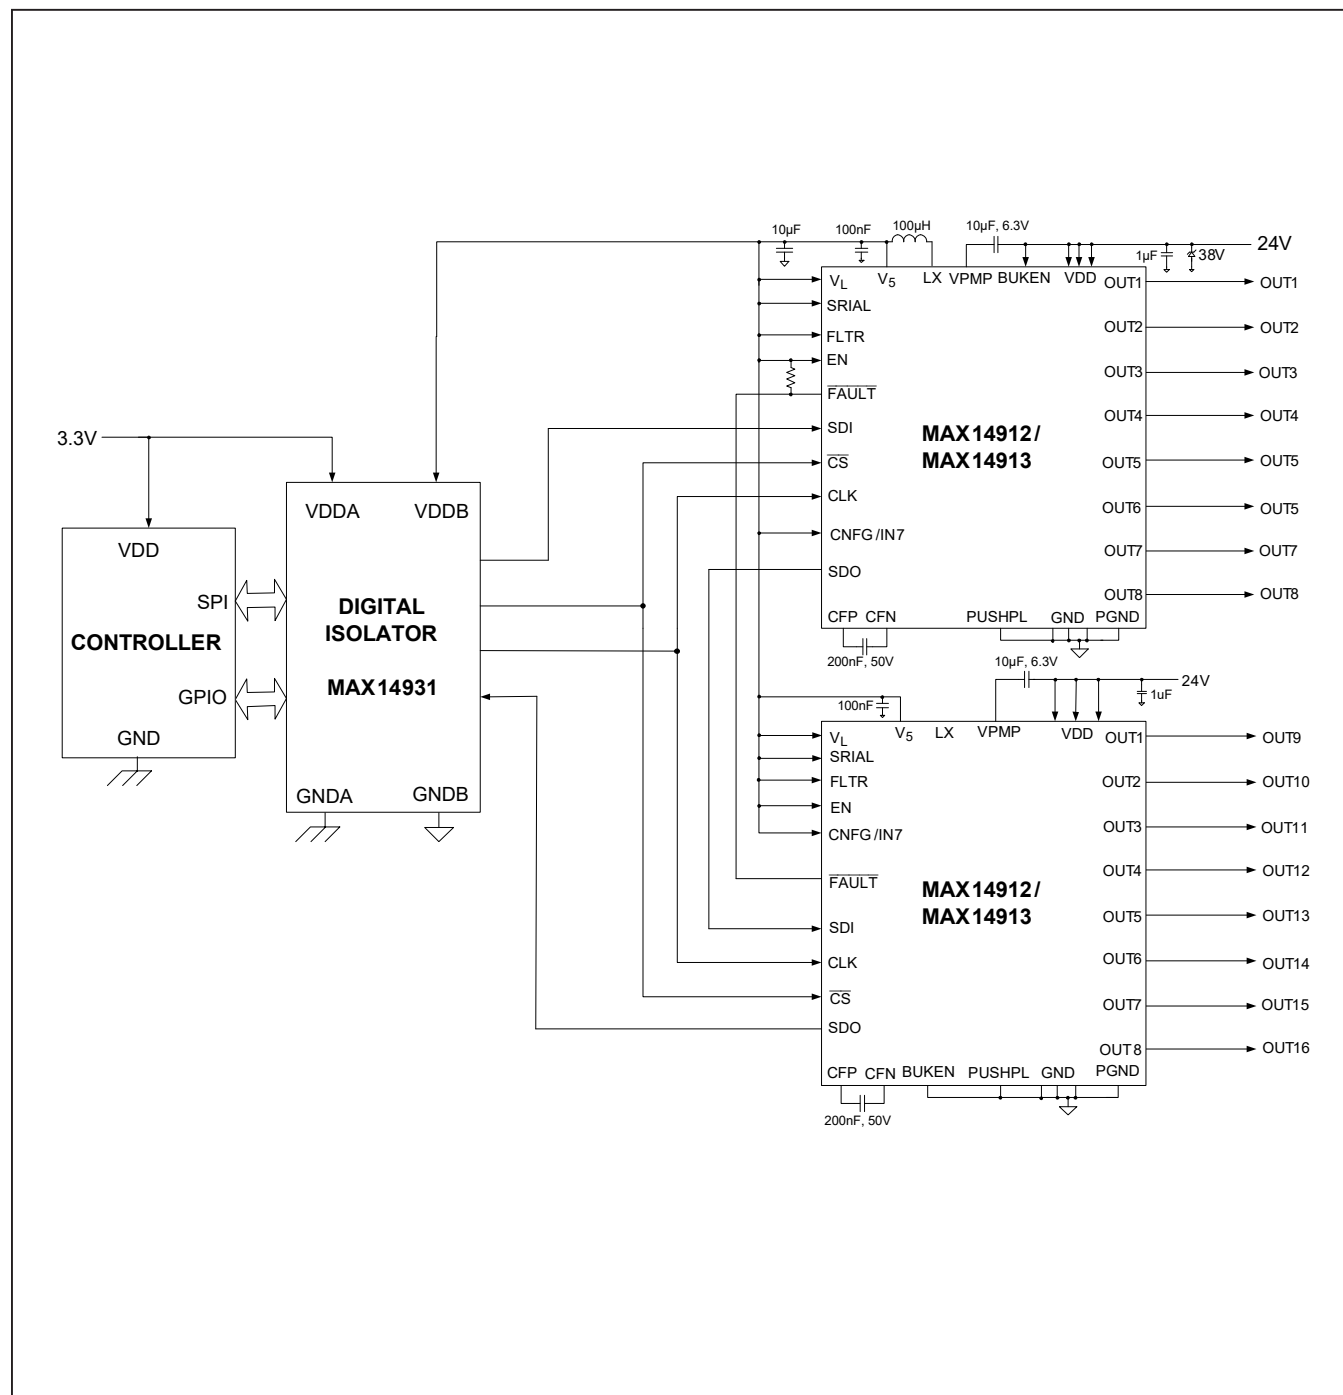 10µF
100nF
100µH
10µF, 6.3V
1µF
38V
24V
VL
V5
LX
VPMP
BUKEN
VDD
SRIAL
FLTR
EN
FAULT
SDI
CS
CLK
CNFG/IN7
SDO
MAX14912/
MAX14913
OUT1
OUT2
OUT3
OUT4
OUT5
OUT6
OUT7
OUT8
OUT1
OUT2
OUT3
OUT4
OUT5
OUT5
OUT7
OUT8
CFP
CFN
PUSHPL
GND
PGND
200nF, 50V
3.3V
VDD
SPI
CONTROLLER
GPIO
GND
VDDA
VDDB
DIGITAL
ISOLATOR
MAX14931
GNDA
GNDB
10µF, 6.3V
24V
1uF
100nF
VL
V5
LX
VPMP
VDD
SRIAL
FLTR
EN
CNFG/IN7
FAULT
SDI
CLK
CS
SDO
MAX14912/
MAX14913
OUT1
OUT2
OUT3
OUT4
OUT5
OUT6
OUT7
OUT8
OUT9
OUT10
OUT11
OUT12
OUT13
OUT14
OUT15
OUT16
CFP
CFN
BUKEN
PUSHPL
GND
PGND
200nF, 50V